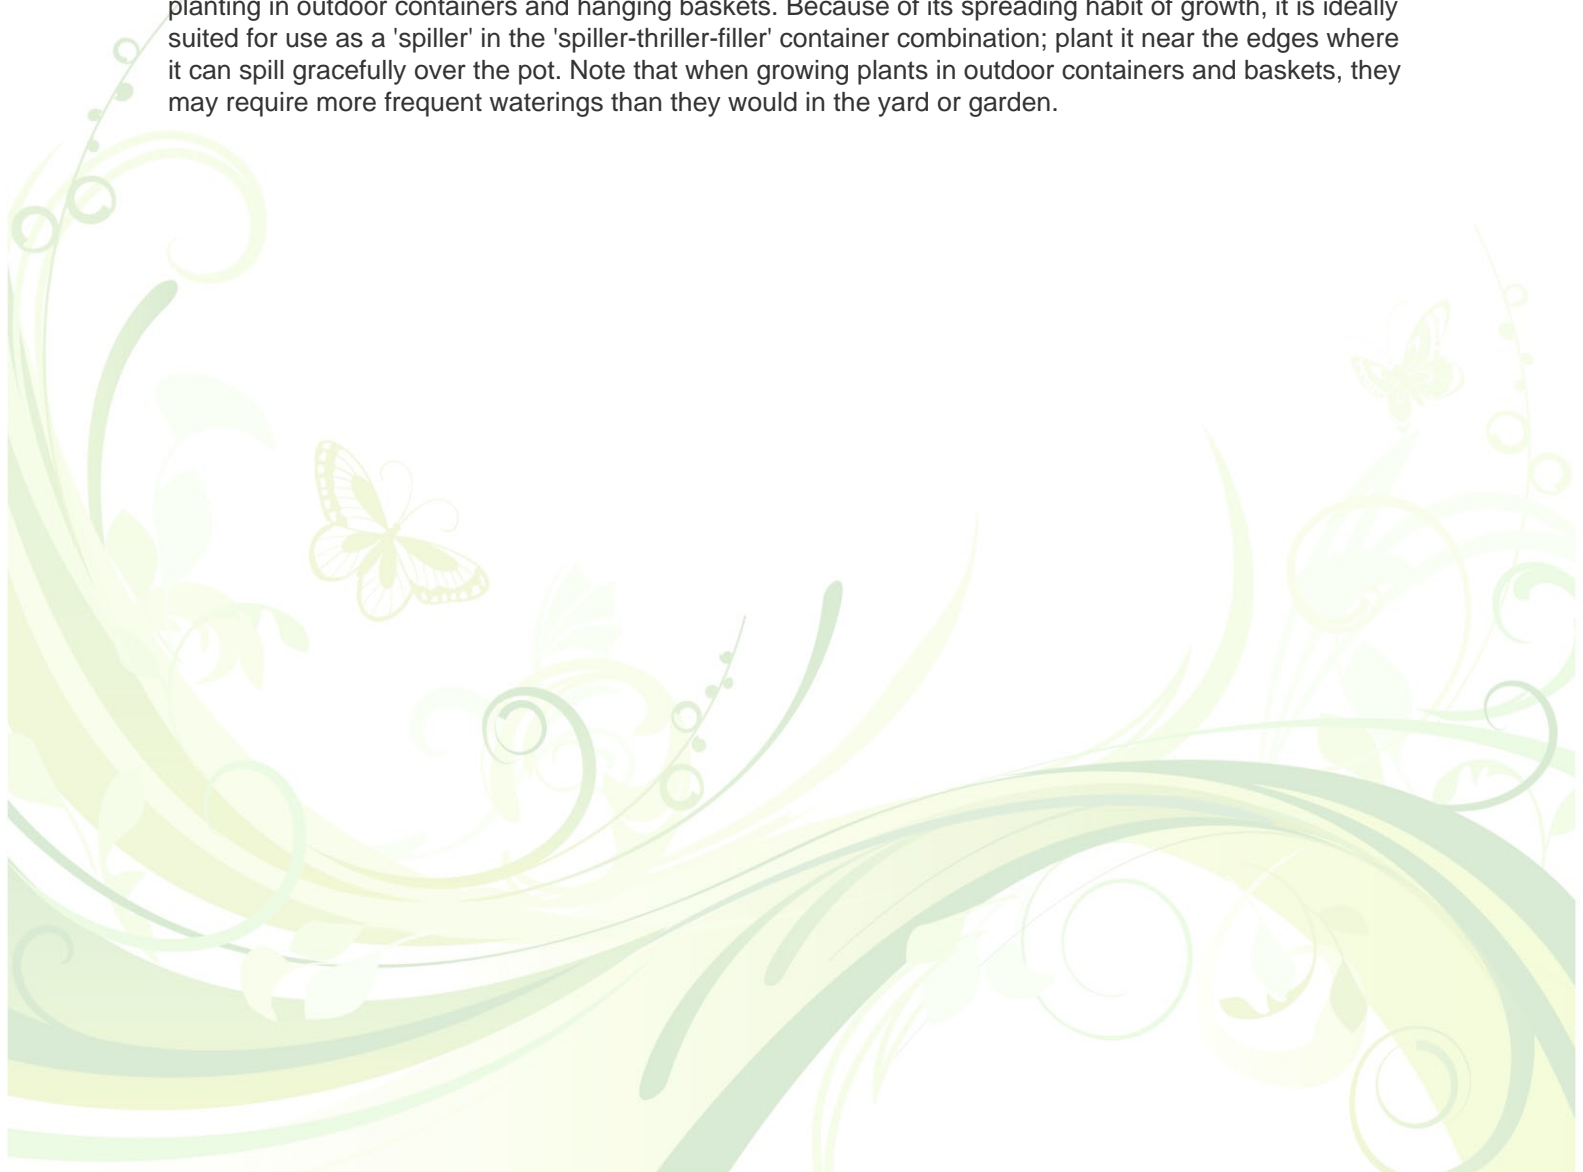 planting in outdoor containers and hanging baskets. Because of its spreading habit of growth, it is ideally
suited for use as a 'spiller' in the 'spiller-thriller-filler' container combination; plant it near the edges where
it can spill gracefully over the pot. Note that when growing plants in outdoor containers and baskets, they
may require more frequent waterings than they would in the yard or garden.